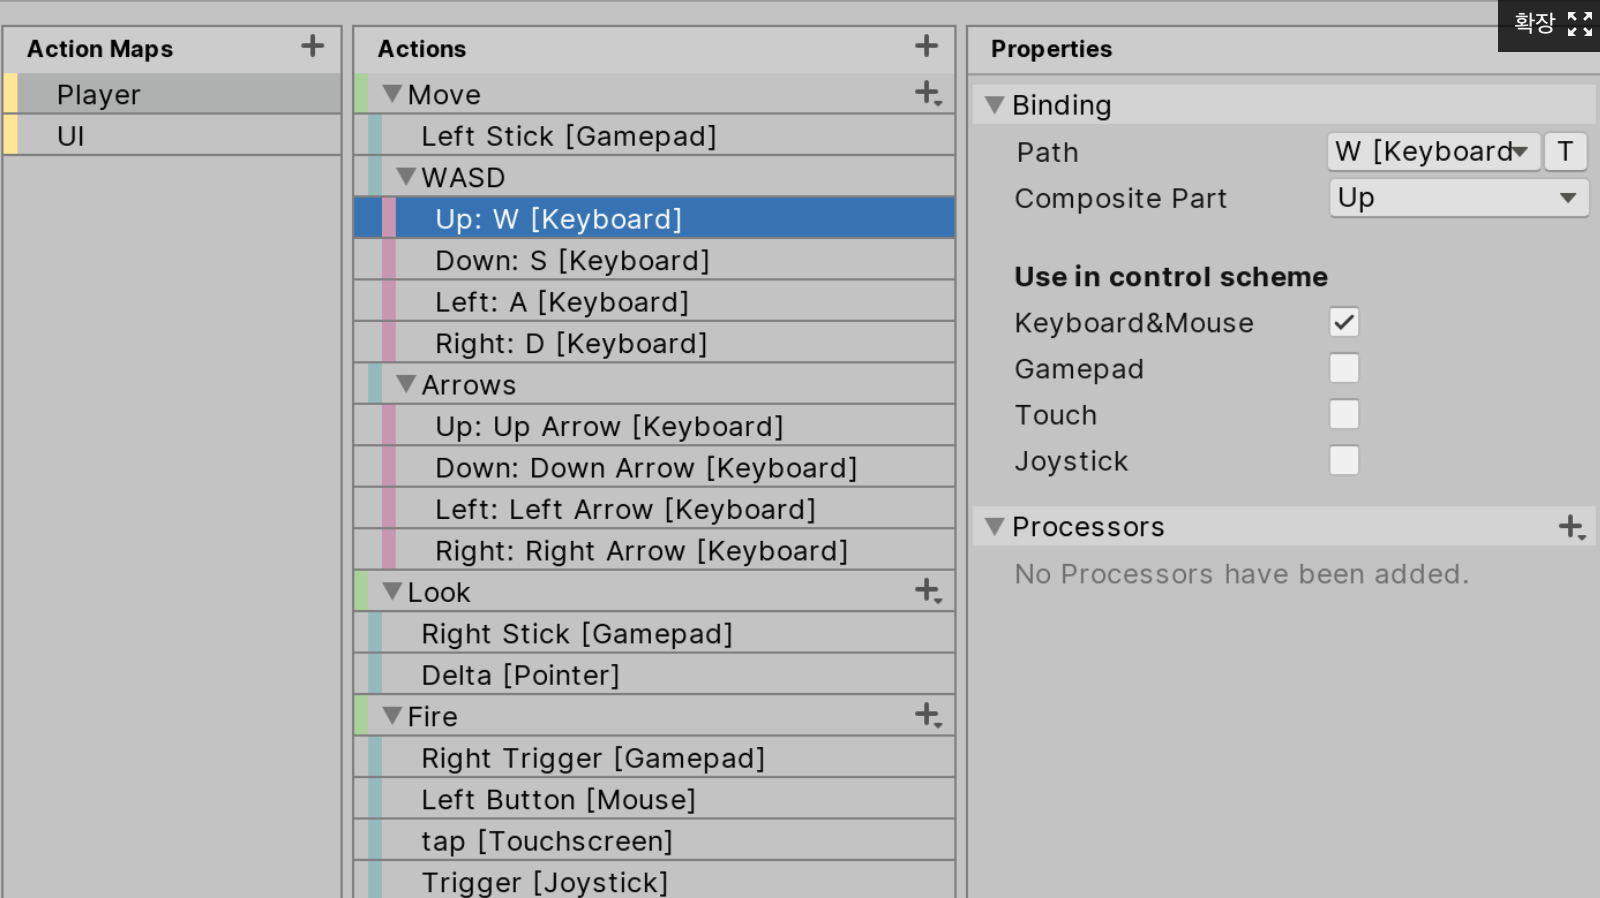 확장
Action Maps
Player
UI
Actions
Move
Left Stick [Gamepad]
WASD
Up: W [Keyboard]
Down: S [Keyboard]
Left: A [Keyboard]
Right: D [Keyboard]
Arrows
Up: Up Arrow [Keyboard]
Down: Down Arrow [Keyboard]
Left: Left Arrow [Keyboard]
Right: Right Arrow [Keyboard]
Look
Right Stick [Gamepad]
Delta [Pointer]
Fire
Right Trigger [Gamepad]
Left Button [Mouse]
tap [Touchscreen]
Trigger [Joystick]
Properties
Binding
Path W [Keyboard T
Composite Part Up
Use in control scheme
Keyboard&Mouse
Gamepad
Touch
Joystick
Processors
No Processors have been added.